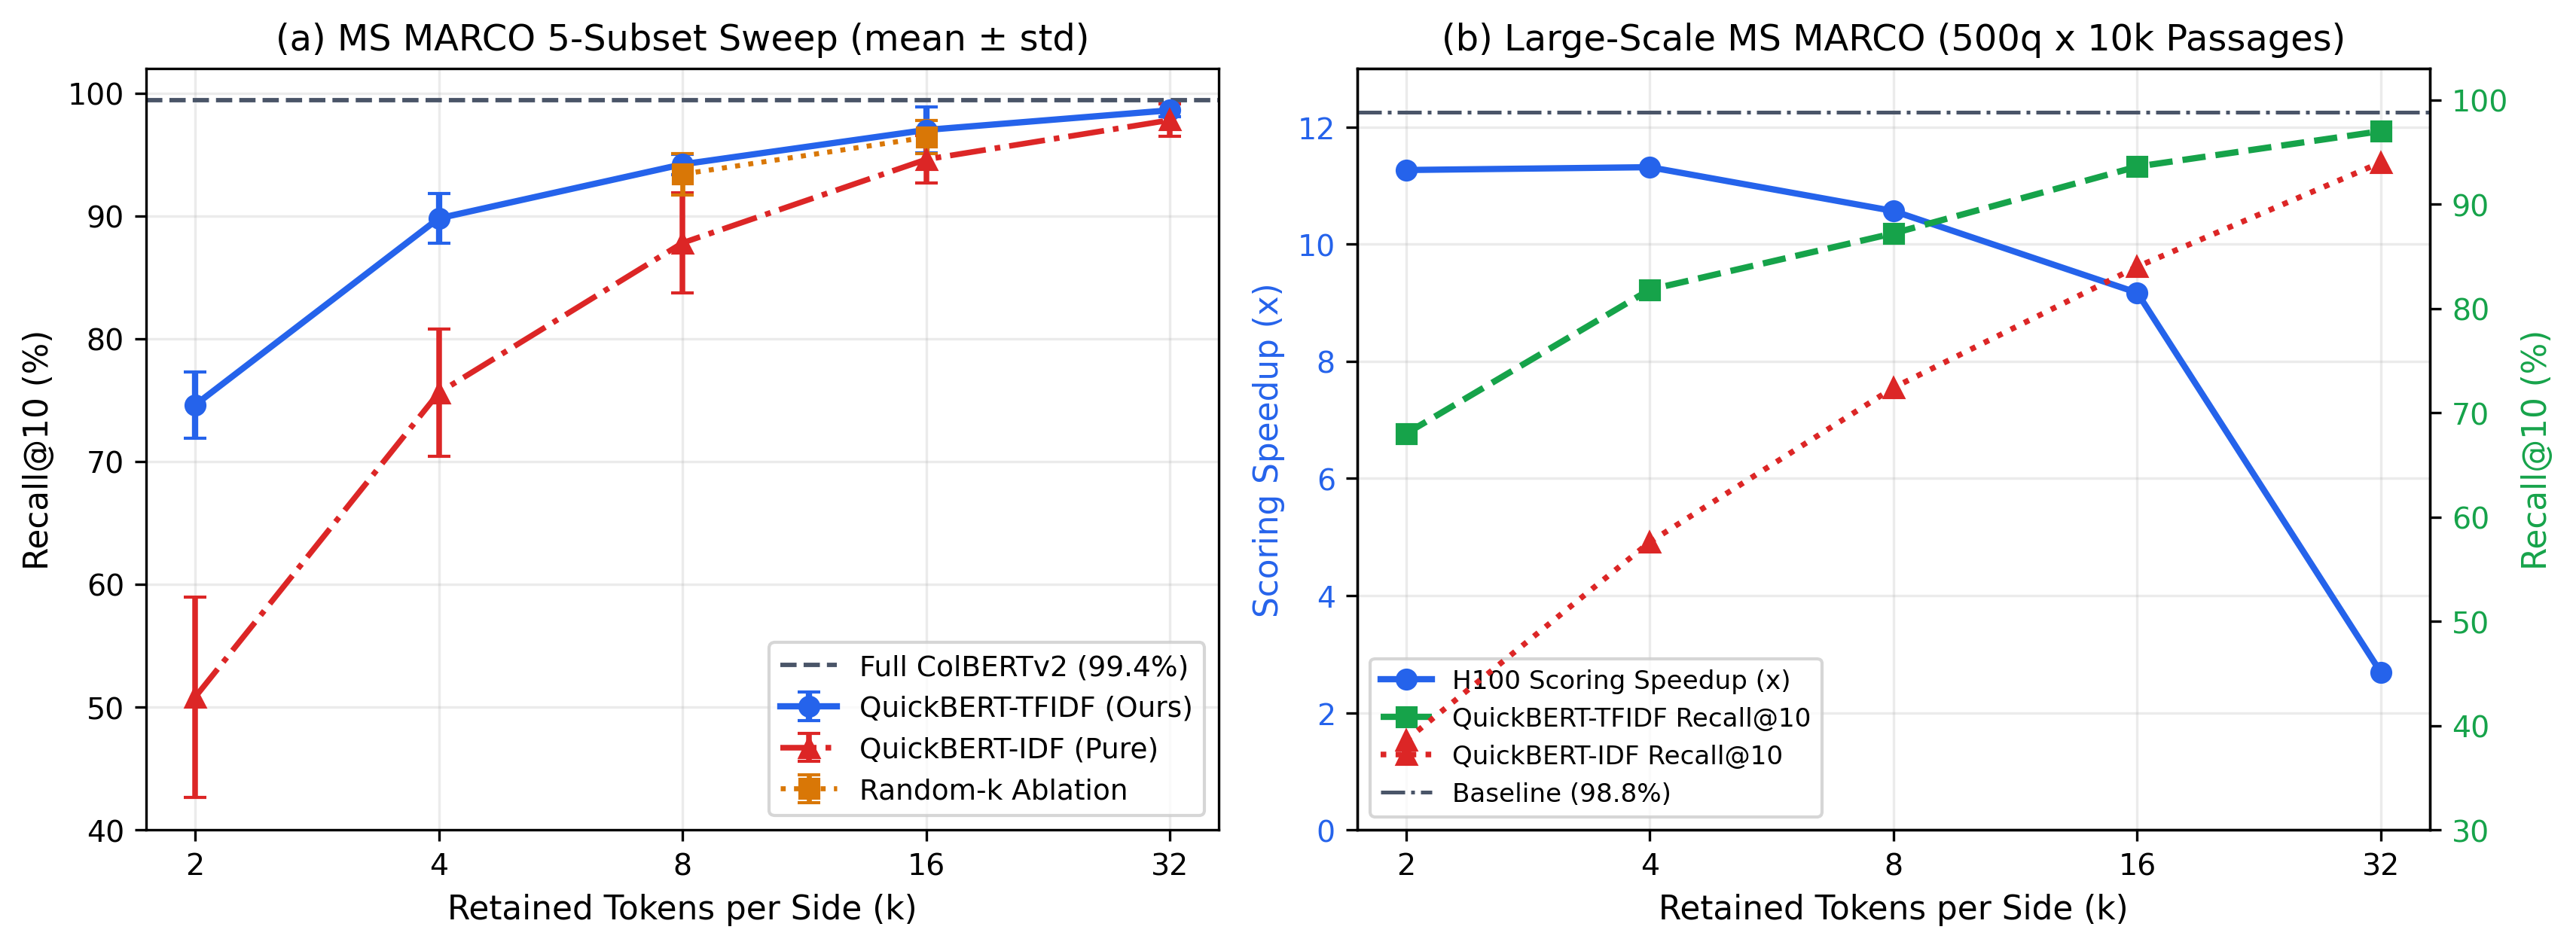 (a) MS MARCO 5-Subset Sweep (mean ± std)
100
90
80
70
60
50
40
Recall@10 (%)
2 4 8 16 32
Retained Tokens per Side (k)
Full ColBERTv2 (99.4%)
QuickBERT-TFIDF (Ours)
QuickBERT-IDF (Pure)
Random-k Ablation
(b) Large-Scale MS MARCO (500q x 10k Passages)
12
10
8
6
4
2
0
Scoring Speedup (x)
100
90
80
70
60
50
40
30
Recall@10 (%)
2 4 8 16 32
Retained Tokens per Side (k)
H100 Scoring Speedup (x)
QuickBERT-TFIDF Recall@10
QuickBERT-IDF Recall@10
Baseline (98.8%)